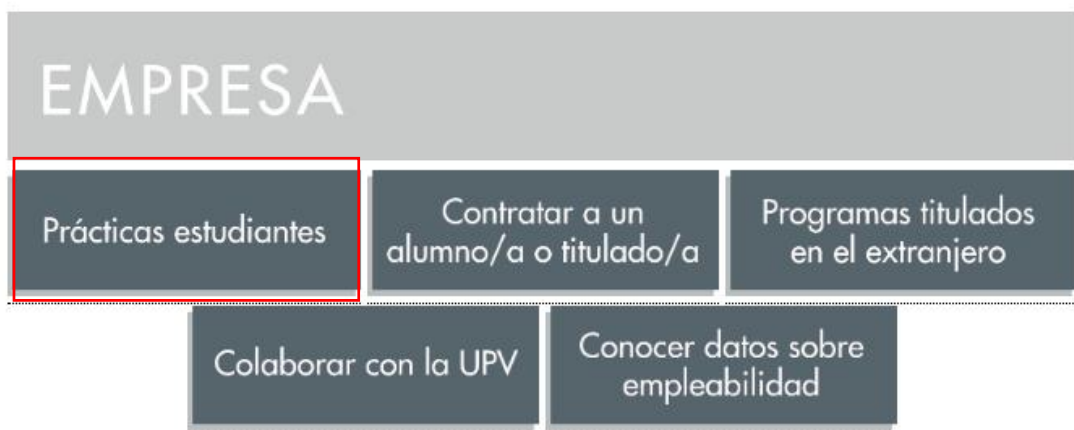 EMPRESA
Prácticas estudiantes
Contratar a un
alumno/a o titulado/a
Programas titulados
en el extranjero
Colaborar con la UPV
Conocer datos sobre
empleabilidad